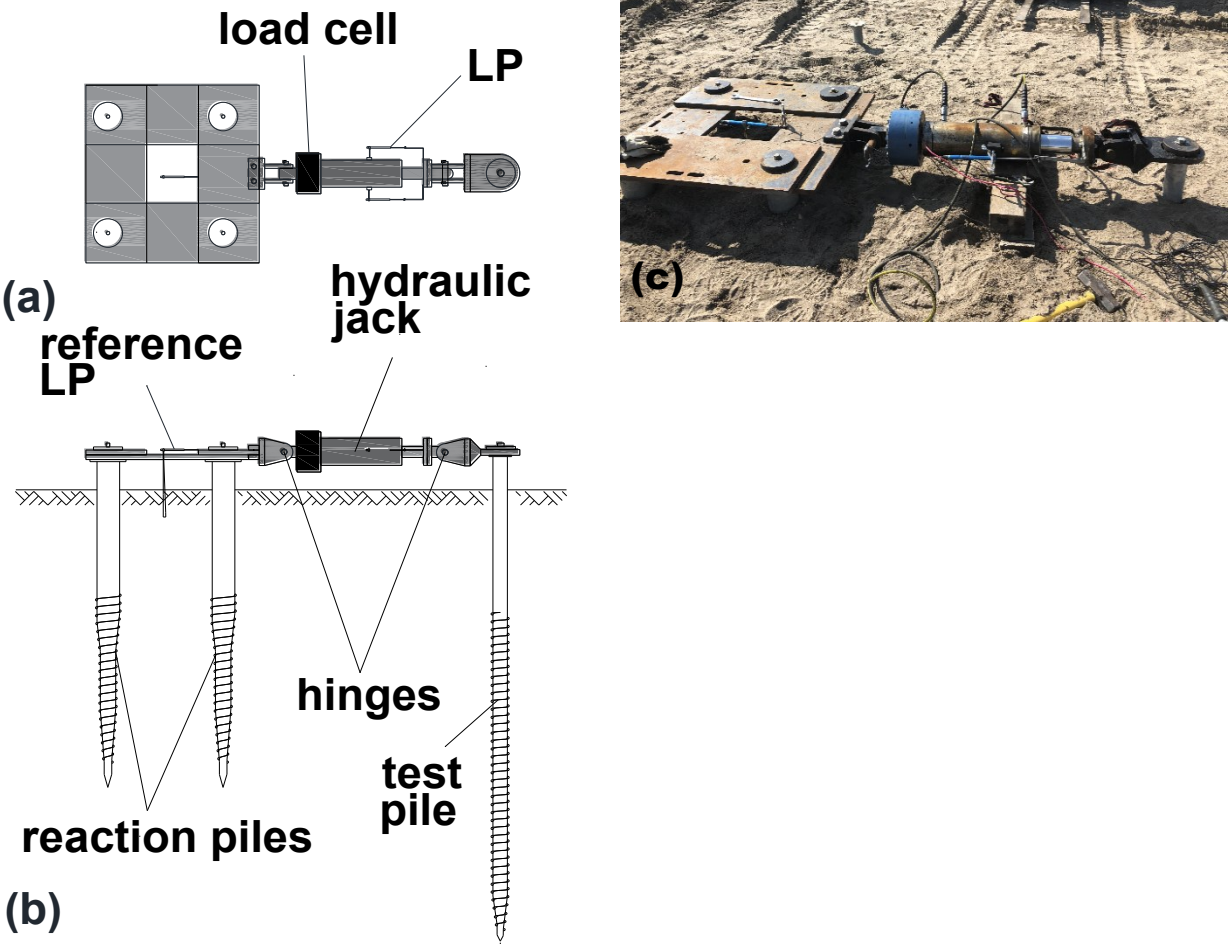 load cell
LP
(a)
(c)
reference
LP
hydraulic
jack
hinges
test
pile
reaction piles
(b)